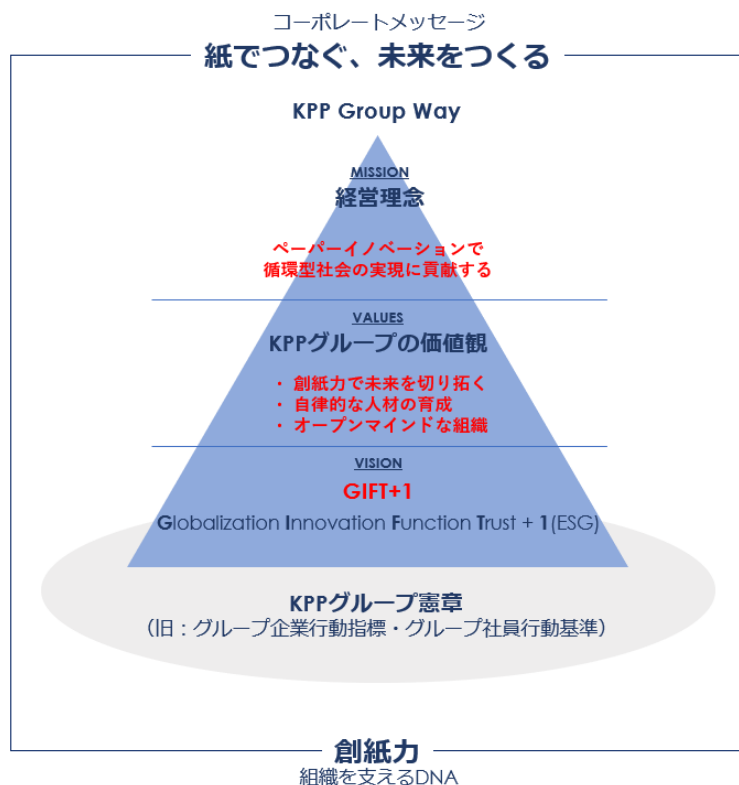 コーポレートメッセージ
紙でつなぐ、未来をつくる
KPP Group Way
MISSION
経営理念
ペーパーイノベーションで
循環型社会の実現に貢献する
VALUES
KPPグループの価値観
・ 創紙力で未来を切り拓く
・ 自律的な人材の育成
・ オープンマインドな組織
VISION
GIFT+1
Globalization Innovation Function Trust + 1(ESG)
KPPグループ憲章
（旧：グループ企業行動指標・グループ社員行動基準）
創紙力
組織を支えるDNA